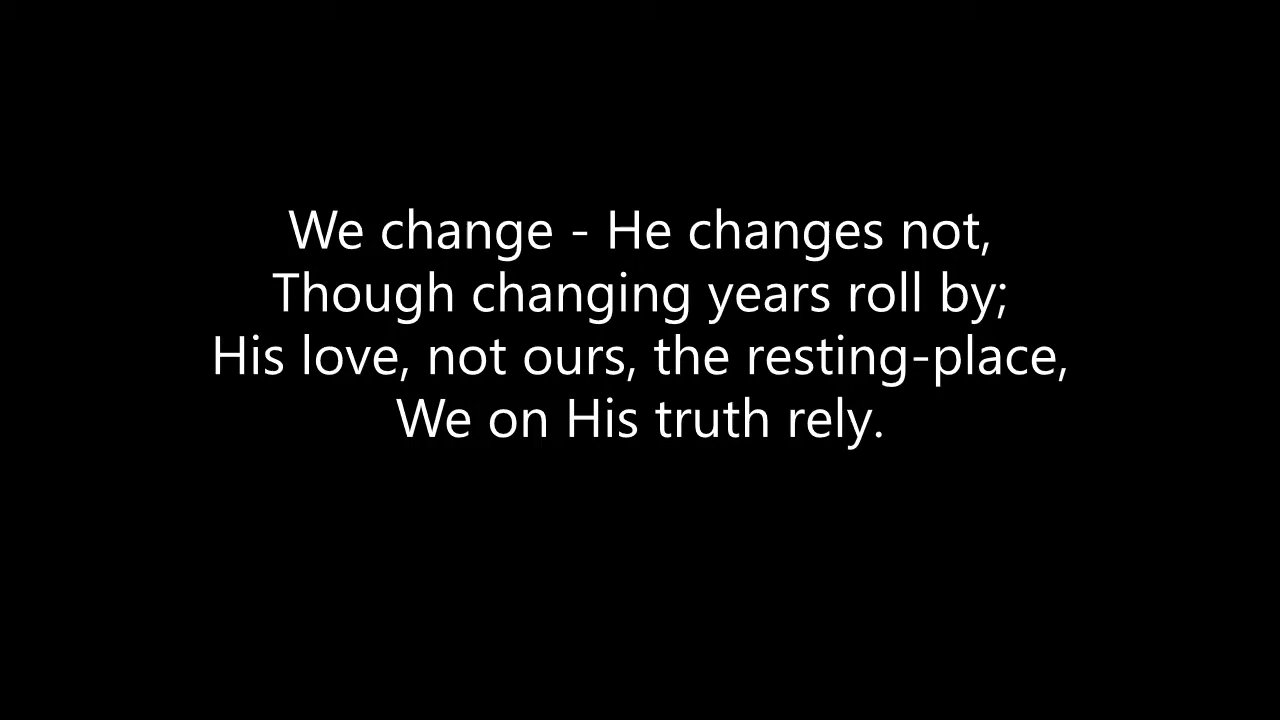 We change - He changes not,
Though changing years roll by;
His love, not ours, the resting-place,
We on His truth rely.